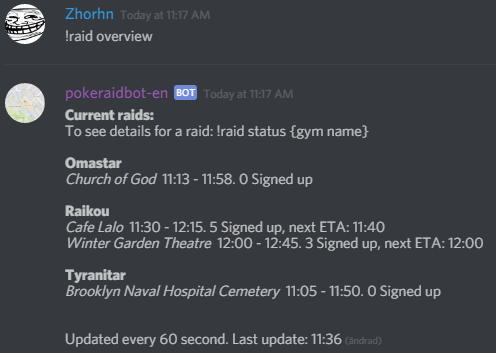 Zhorhn Today at 11:17 AM
!raid overview
pokeraidbot-en BOT Today at 11:17 AM
Current raids:
To see details for a raid: !raid status {gym name}
Omastar
Church of God 11:13 - 11:58. 0 Signed up
Raikou
Cafe Lalo 11:30 - 12:15. 5 Signed up, next ETA: 11:40
Winter Garden Theatre 12:00 - 12:45. 3 Signed up, next ETA: 12:00
Tyranitar
Brooklyn Naval Hospital Cemetery 11:05 - 11:50. 0 Signed up
Updated every 60 second. Last update: 11:36 (ändrad)